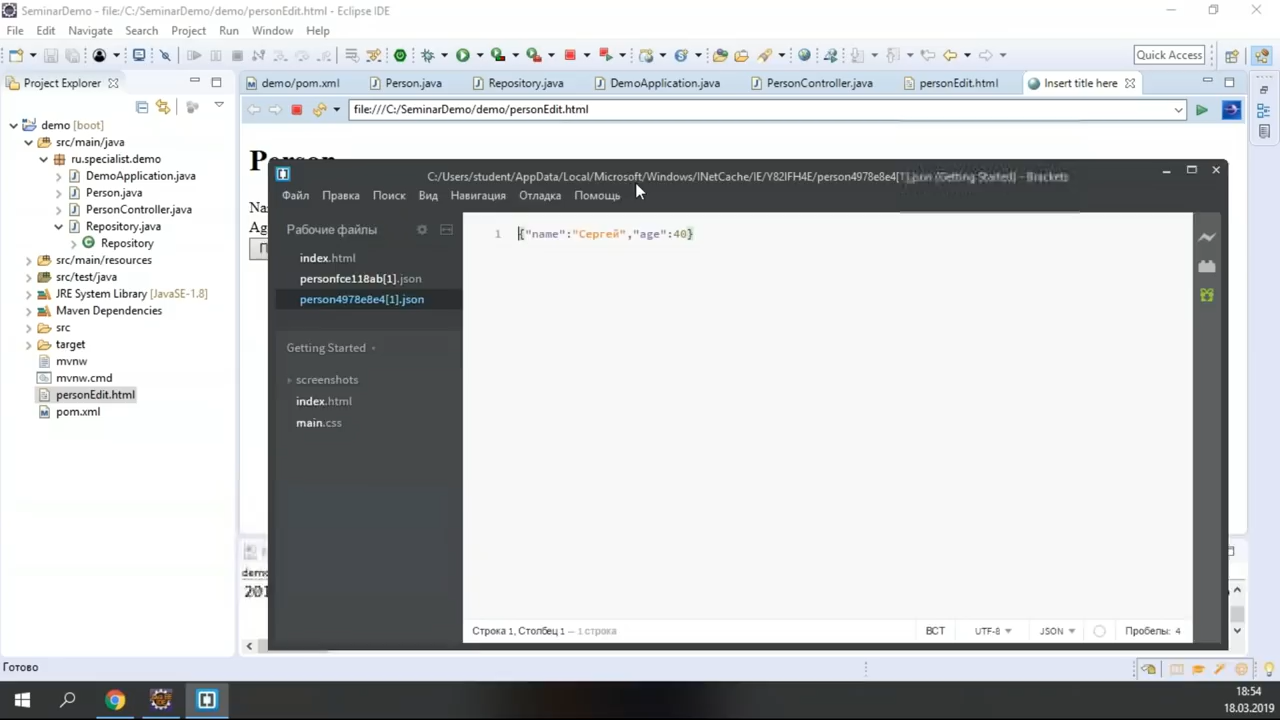 SeminarDemo - file:/C:/SeminarDemo/demo/personEdit.html - Eclipse IDE
File Edit Navigate Search Project Run Window Help
Quick Access
Project Explorer
demo/pom.xml Person.java Repository.java DemoApplication.java PersonController.java personEdit.html Insert title here
file:///C:/SeminarDemo/demo/personEdit.html
demo [boot]
src/main/java
ru.specialist.demo
DemoApplication.java
Person.java
PersonController.java
Repository.java
Repository
src/main/resources
src/test/java
JRE System Library [JavaSE-1.8]
Maven Dependencies
src
target
mvnw
mvnw.cmd
personEdit.html
pom.xml
Person
C:/Users/student/AppData/Local/Microsoft/Windows/INetCache/IE/Y82IFH4E/person4978e8e4[1].json (Getting Started) - Brackets
Файл Правка Поиск Вид Навигация Отладка Помощь
Рабочие файлы
index.html
personfce118ab[1].json
person4978e8e4[1].json
Getting Started
screenshots
index.html
main.css
1 {"name":"Сергей","age":40}
Строка 1, Столбец 1 — 1 строка
ВСТ UTF-8 JSON Пробелы: 4
Готово
18:54
18.03.2019